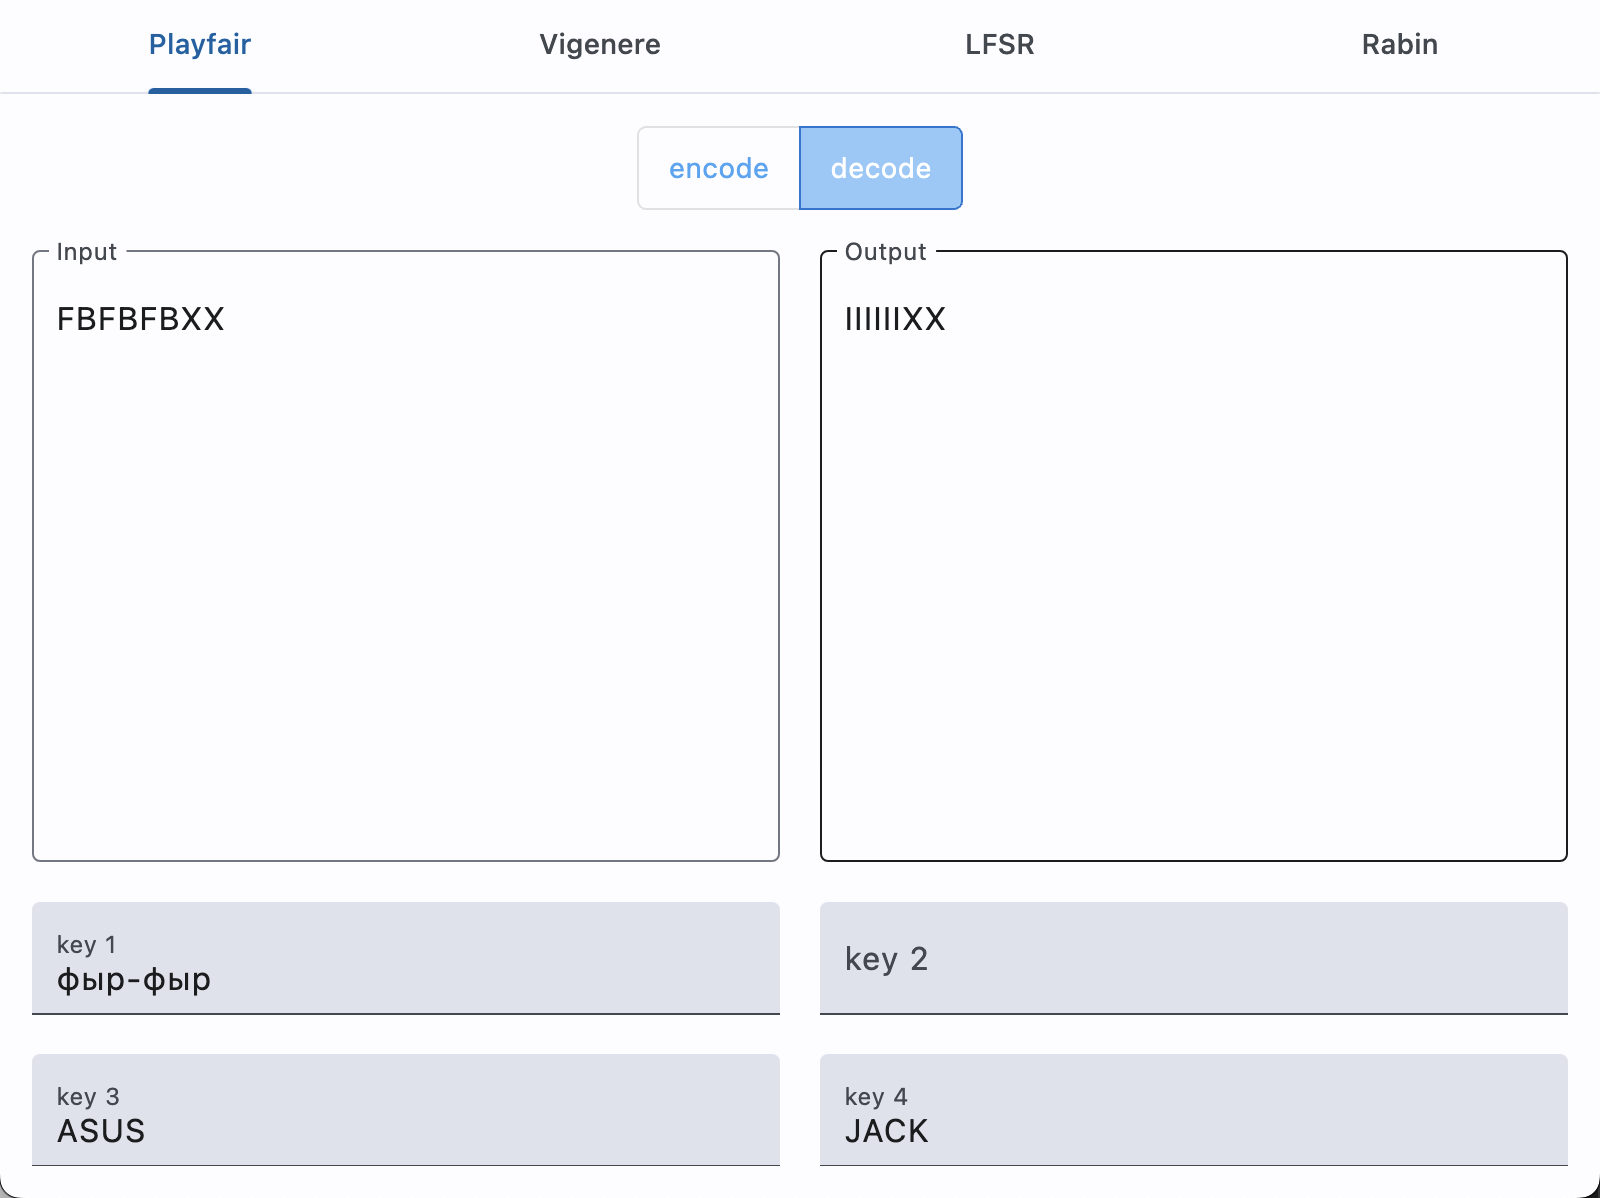 Playfair Vigenere LFSR Rabin
encode decode
Input
FBFBFBXX
Output
IIIIIIXX
key 1
фыр-фыр
key 2
key 3
ASUS
key 4
JACK